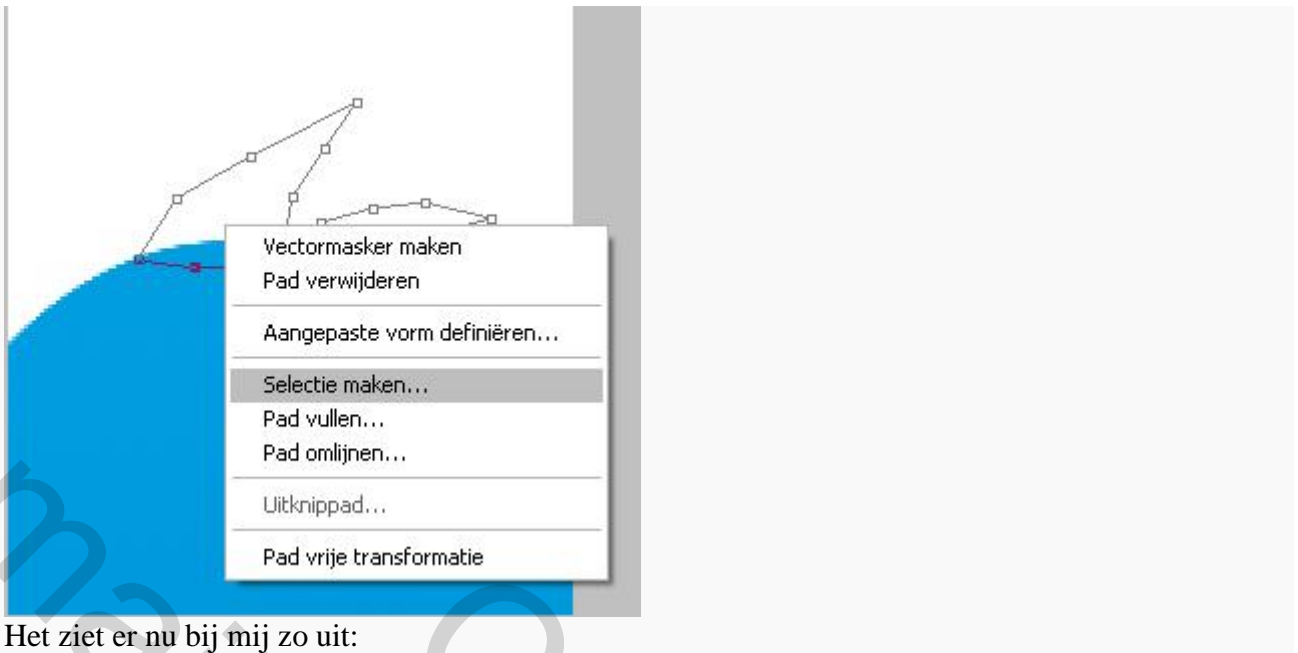 Vectormasker maken
Pad verwijderen
Aangepaste vorm definiëren...
Selectie maken...
Pad vullen...
Pad omlijnen...
Uitknippad...
Pad vrije transformatie
Het ziet er nu bij mij zo uit: